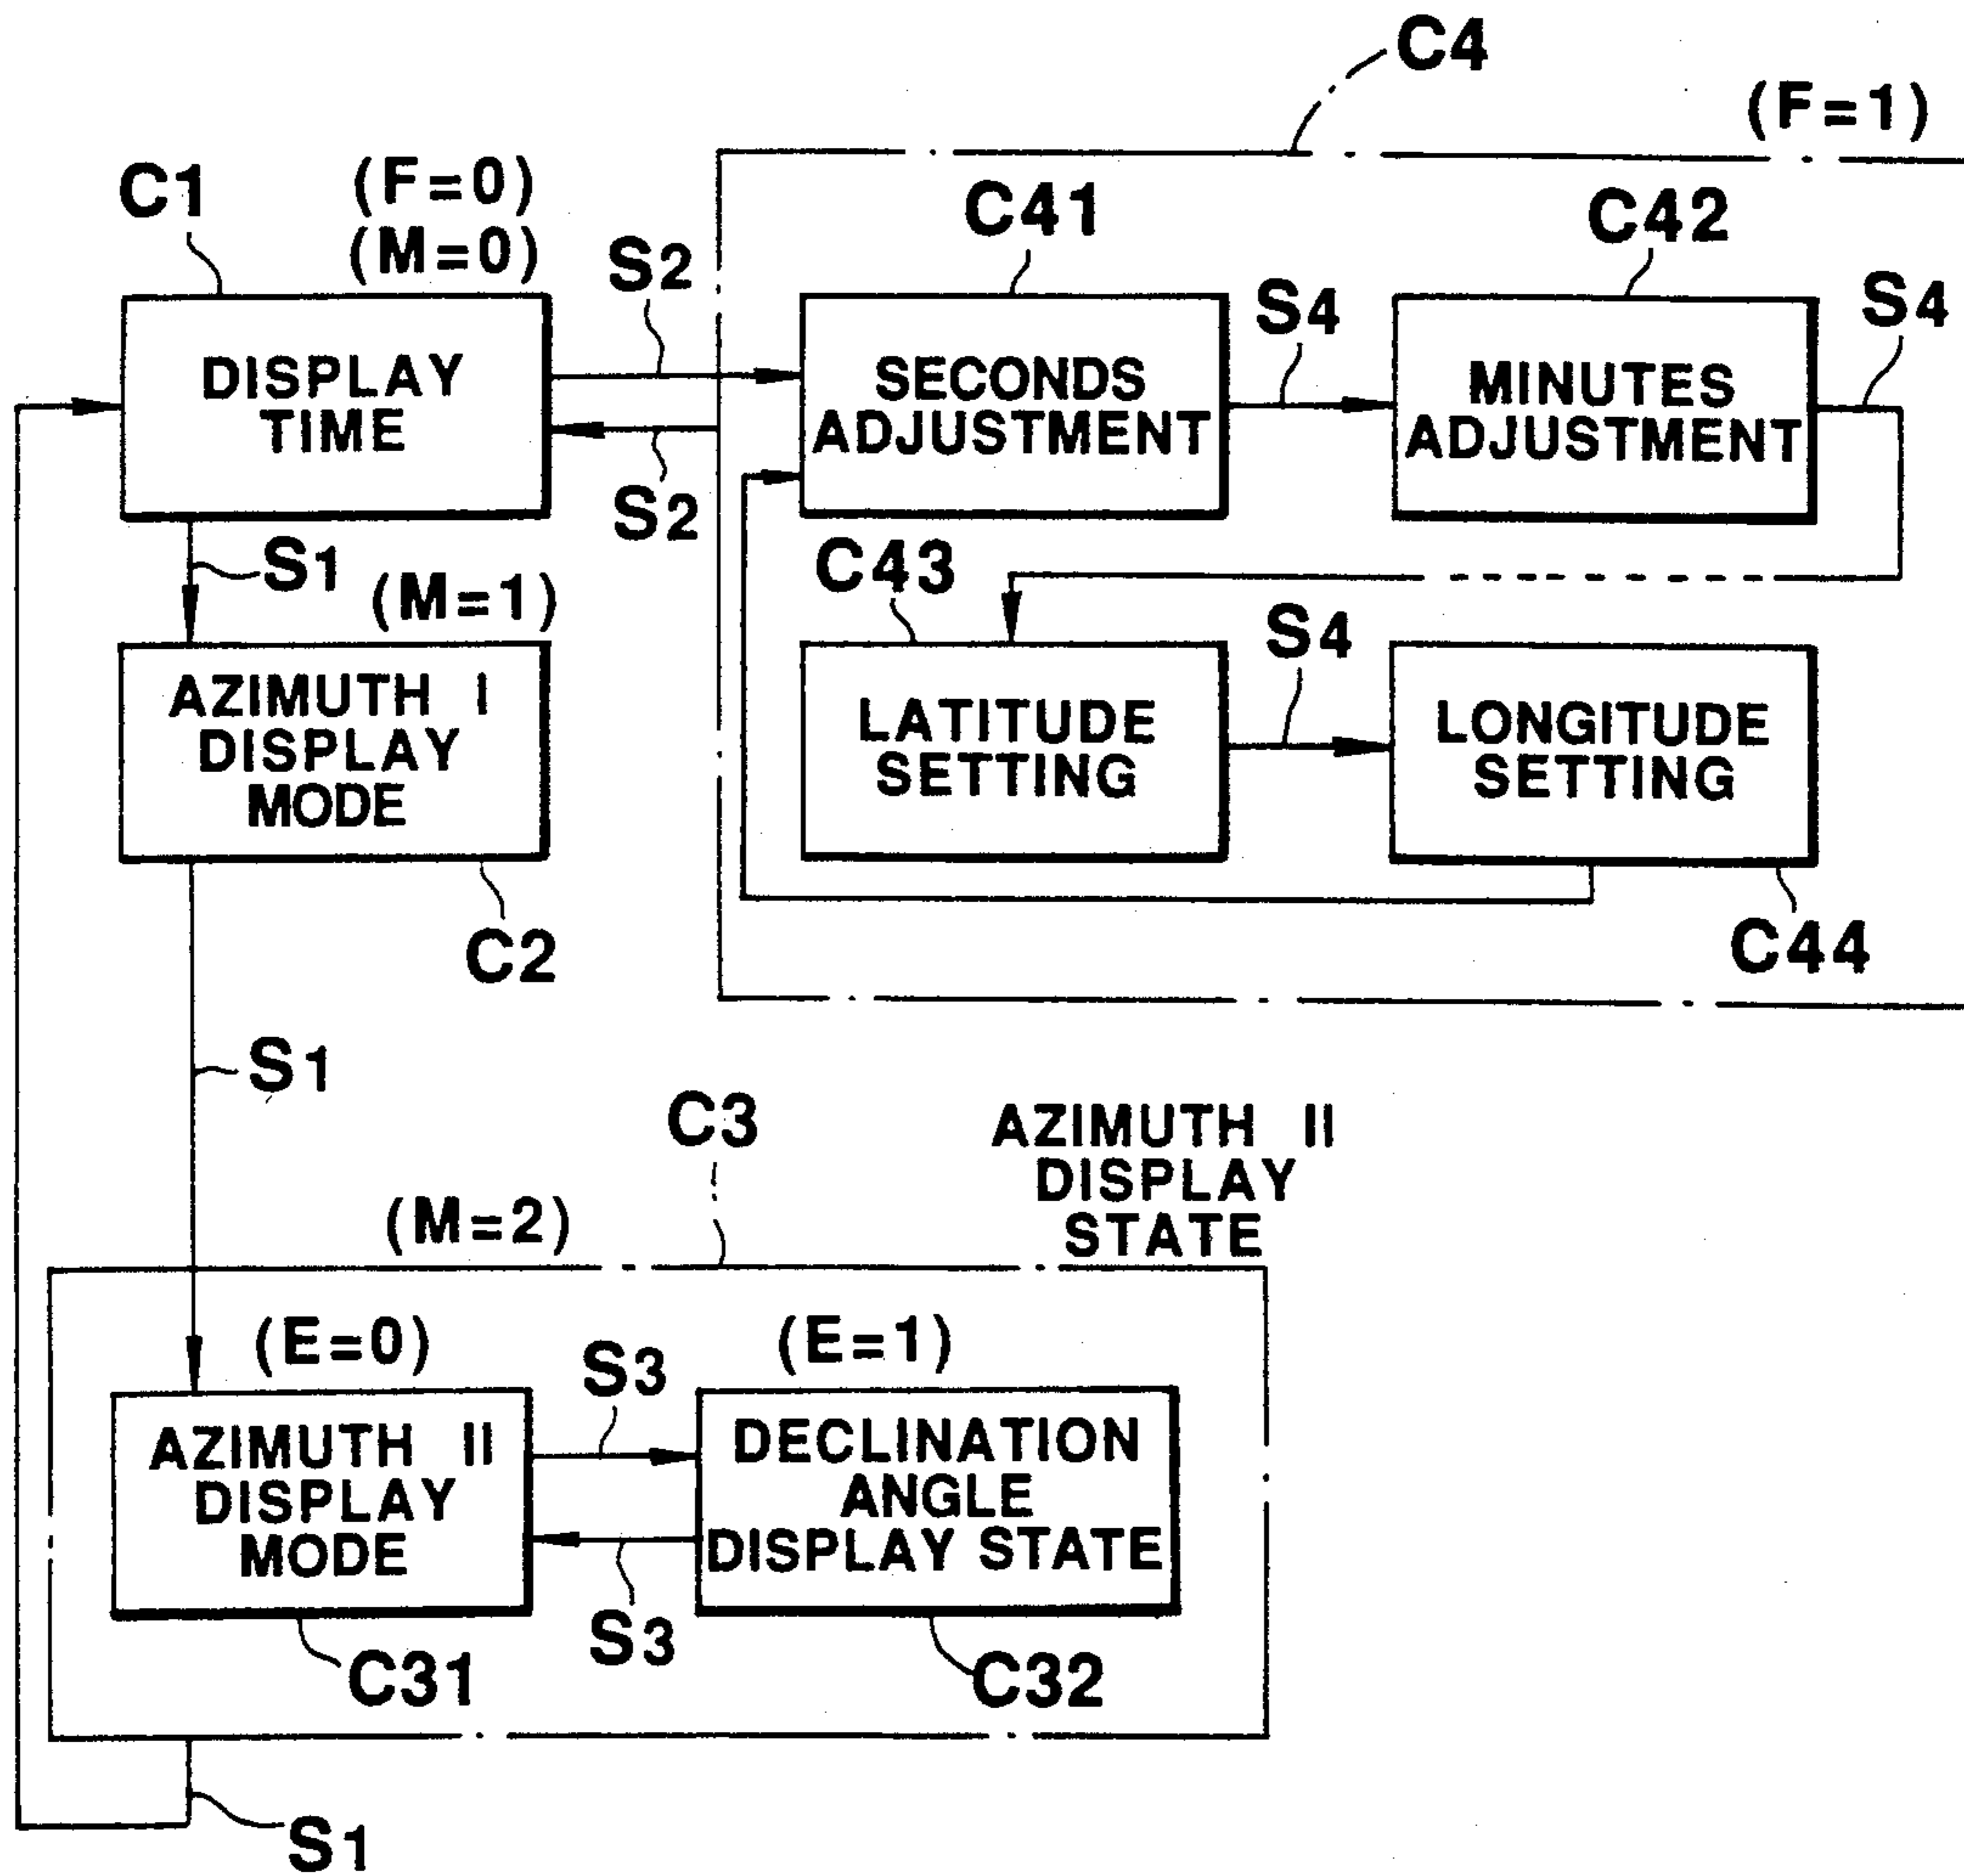 C4
(F=1)
C1
(F=0)
(M=0)
S2
C41
C42
S4
S4
DISPLAY
TIME
SECONDS
ADJUSTMENT
MINUTES
ADJUSTMENT
S2
S1
(M=1)
C43
S4
AZIMUTH I
DISPLAY
MODE
LATITUDE
SETTING
LONGITUDE
SETTING
C2
C44
S1
C3
AZIMUTH II
DISPLAY
STATE
(M=2)
(E=0)
S3
(E=1)
AZIMUTH II
DISPLAY
MODE
DECLINATION
ANGLE
DISPLAY STATE
S3
C31
C32
S1